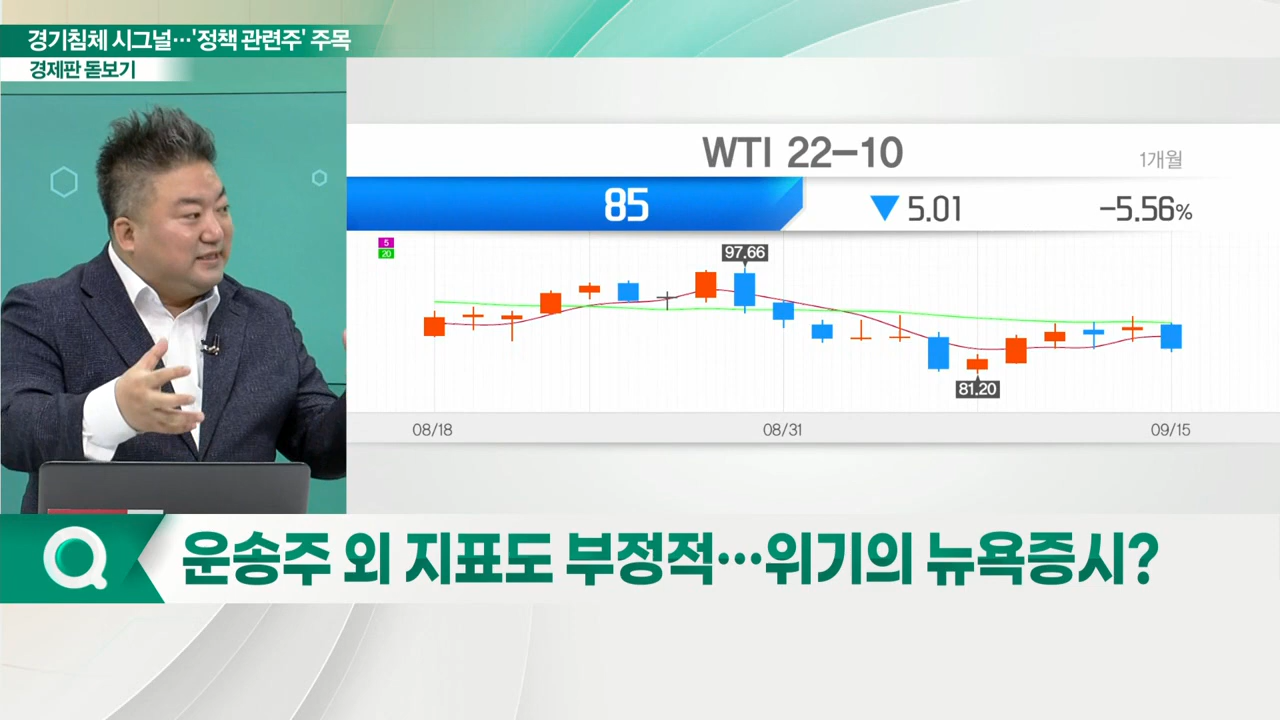 경기침체 시그널…'정책 관련주' 주목
경제판 돋보기
WTI 22-10
1개월
85 ▼ 5.01 -5.56%
5
20
97.66
81.20
08/18 08/31 09/15
운송주 외 지표도 부정적…위기의 뉴욕증시?